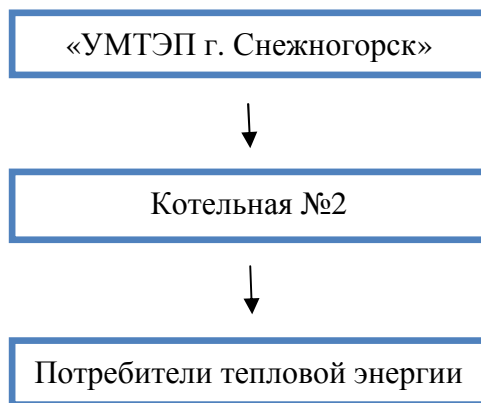 «УМТЭП г. Снежногорск»
Котельная №2
Потребители тепловой энергии